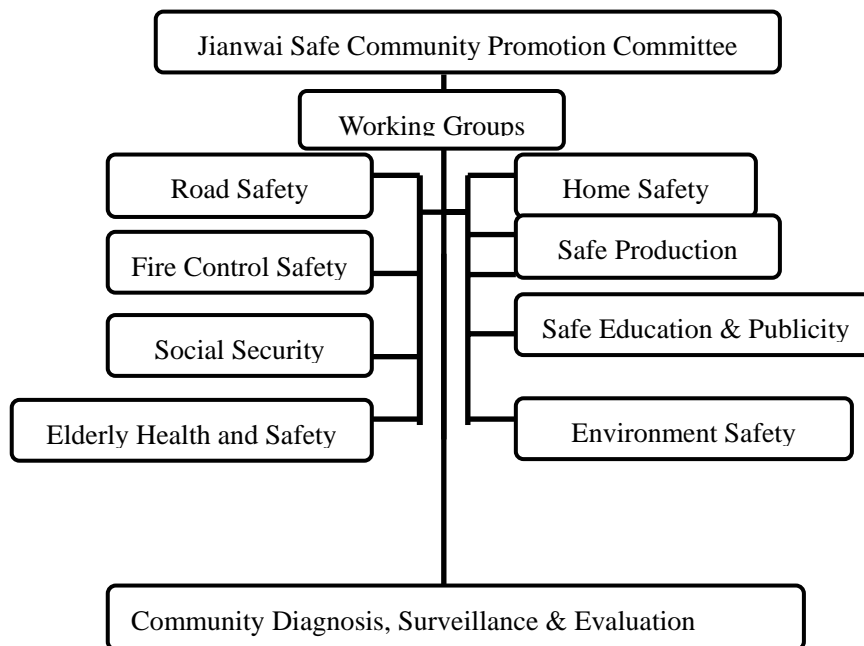 Jianwai Safe Community Promotion Committee
Working Groups
Road Safety
Home Safety
Fire Control Safety
Safe Production
Social Security
Safe Education & Publicity
Elderly Health and Safety
Environment Safety
Community Diagnosis, Surveillance & Evaluation